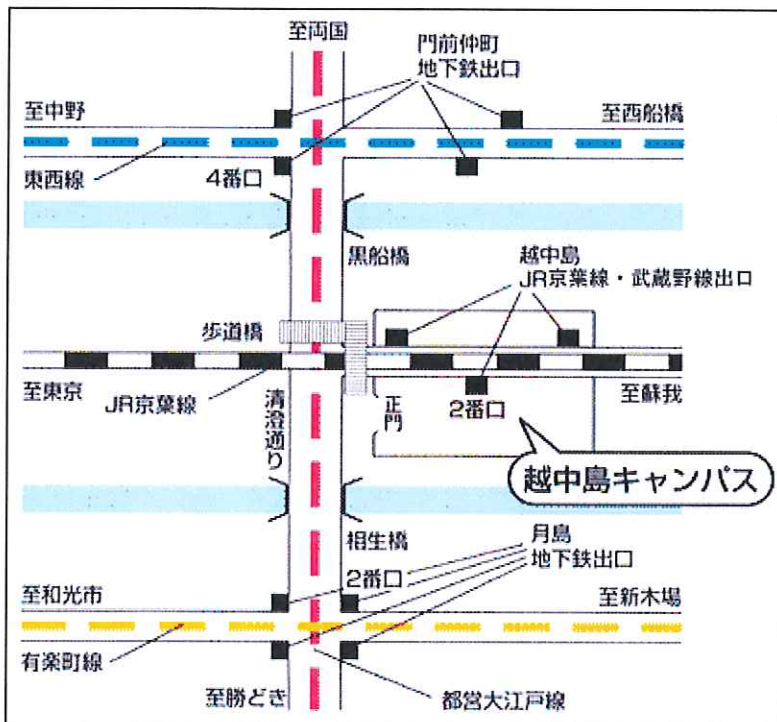 至両国
門前仲町
地下鉄出口
至中野
至西船橋
東西線
4番口
黒船橋
越中島
JR京葉線・武蔵野線出口
歩道橋
至東京
JR京葉線
清澄通り
正門
2番口
至蘇我
越中島キャンパス
相生橋
月島
地下鉄出口
2番口
至和光市
至新木場
有楽町線
至勝どき
都営大江戸線